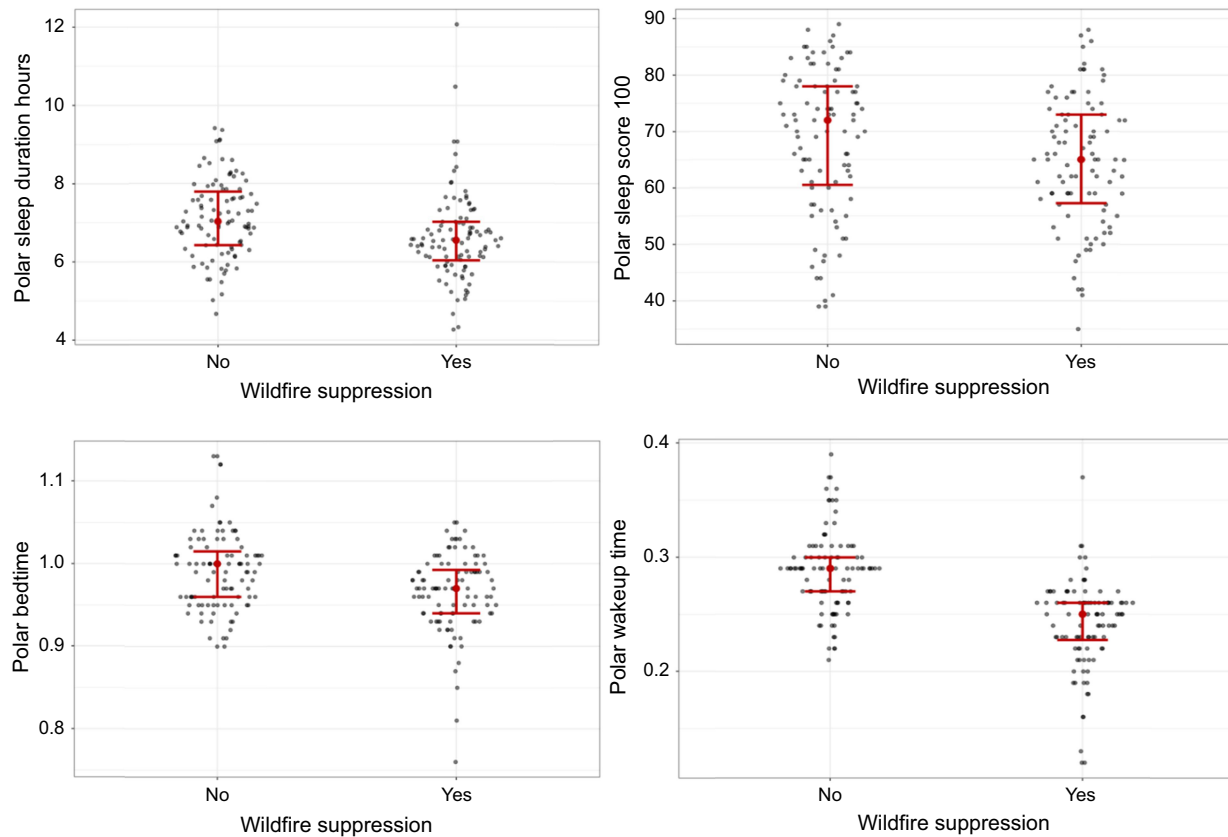 Polar sleep duration hours
12
10
8
6
4
No
Yes
Wildfire suppression
Polar sleep score 100
90
80
70
60
50
40
No
Yes
Wildfire suppression
Polar bedtime
1.1
1.0
0.9
0.8
No
Yes
Wildfire suppression
Polar wakeup time
0.4
0.3
0.2
No
Yes
Wildfire suppression